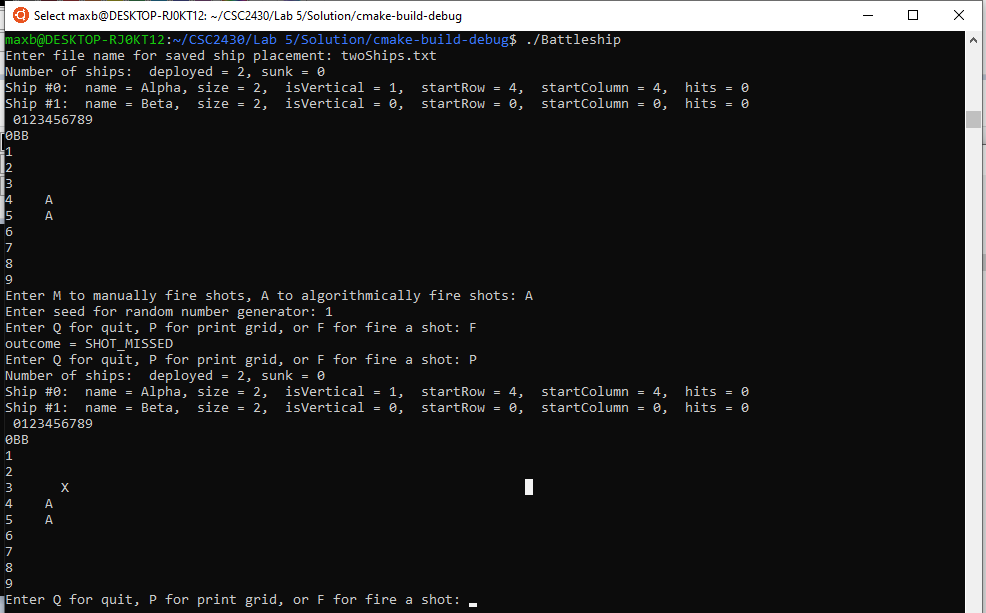 Select maxb@DESKTOP-RJ0KT12: ~/CSC2430/Lab 5/Solution/cmake-build-debug
maxb@DESKTOP-RJ0KT12:~/CSC2430/Lab 5/Solution/cmake-build-debug$ ./Battleship
Enter file name for saved ship placement: twoShips.txt
Number of ships:  deployed = 2, sunk = 0
Ship #0:  name = Alpha, size = 2,  isVertical = 1,  startRow = 4,  startColumn = 4,  hits = 0
Ship #1:  name = Beta,  size = 2,  isVertical = 0,  startRow = 0,  startColumn = 0,  hits = 0
 0123456789
0BB
1
2
3
4    A
5    A
6
7
8
9
Enter M to manually fire shots, A to algorithmically fire shots: A
Enter seed for random number generator: 1
Enter Q for quit, P for print grid, or F for fire a shot: F
outcome = SHOT_MISSED
Enter Q for quit, P for print grid, or F for fire a shot: P
Number of ships:  deployed = 2, sunk = 0
Ship #0:  name = Alpha, size = 2,  isVertical = 1,  startRow = 4,  startColumn = 4,  hits = 0
Ship #1:  name = Beta,  size = 2,  isVertical = 0,  startRow = 0,  startColumn = 0,  hits = 0
 0123456789
0BB
1
2
3      X
4    A
5    A
6
7
8
9
Enter Q for quit, P for print grid, or F for fire a shot: